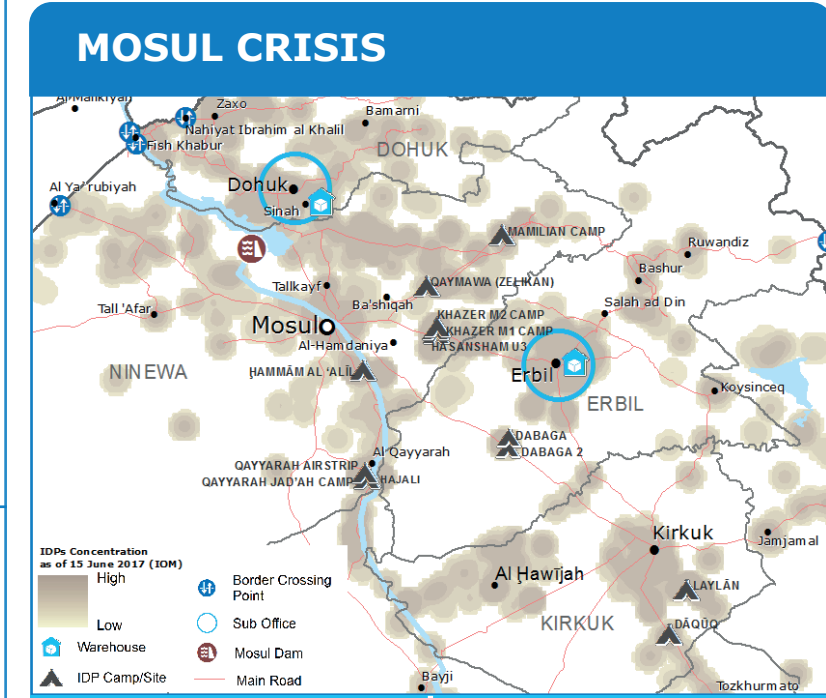 MOSUL CRISIS
Al-Malikiyah
Zaxo
Bamarni
Nahiyat Ibrahim al Khalil
Fish Khabur
DOHUK
Dohuk
Al Ya'rubiyah
Sinah
MAMILIAN CAMP
Ruwandiz
Bashur
QAYMAWA (ZELIKAN)
Tallkayf
Ba'shiqah
Salah ad Din
Tall 'Afar
KHAZER M2 CAMP
Mosul
KHAZER M1 CAMP
Al-Hamdaniya
HASANSHAM U3
NINEWA
ḤAMMĀM AL 'ALĪL
Erbil
Koysinceq
ERBIL
DABAGA
DABAGA 2
Al Qayyarah
QAYYARAH AIRSTRIP
QAYYARAH JAD'AH CAMP
HAJALI
Kirkuk
Jamjamal
Al Ḩawījah
LAYLĀN
KIRKUK
DĀQŪQ
Bayji
Tozkhurmato
IDPs Concentration
as of 15 June 2017 (IOM)
High
Low
Warehouse
IDP Camp/Site
Border Crossing
Point
Sub Office
Mosul Dam
Main Road